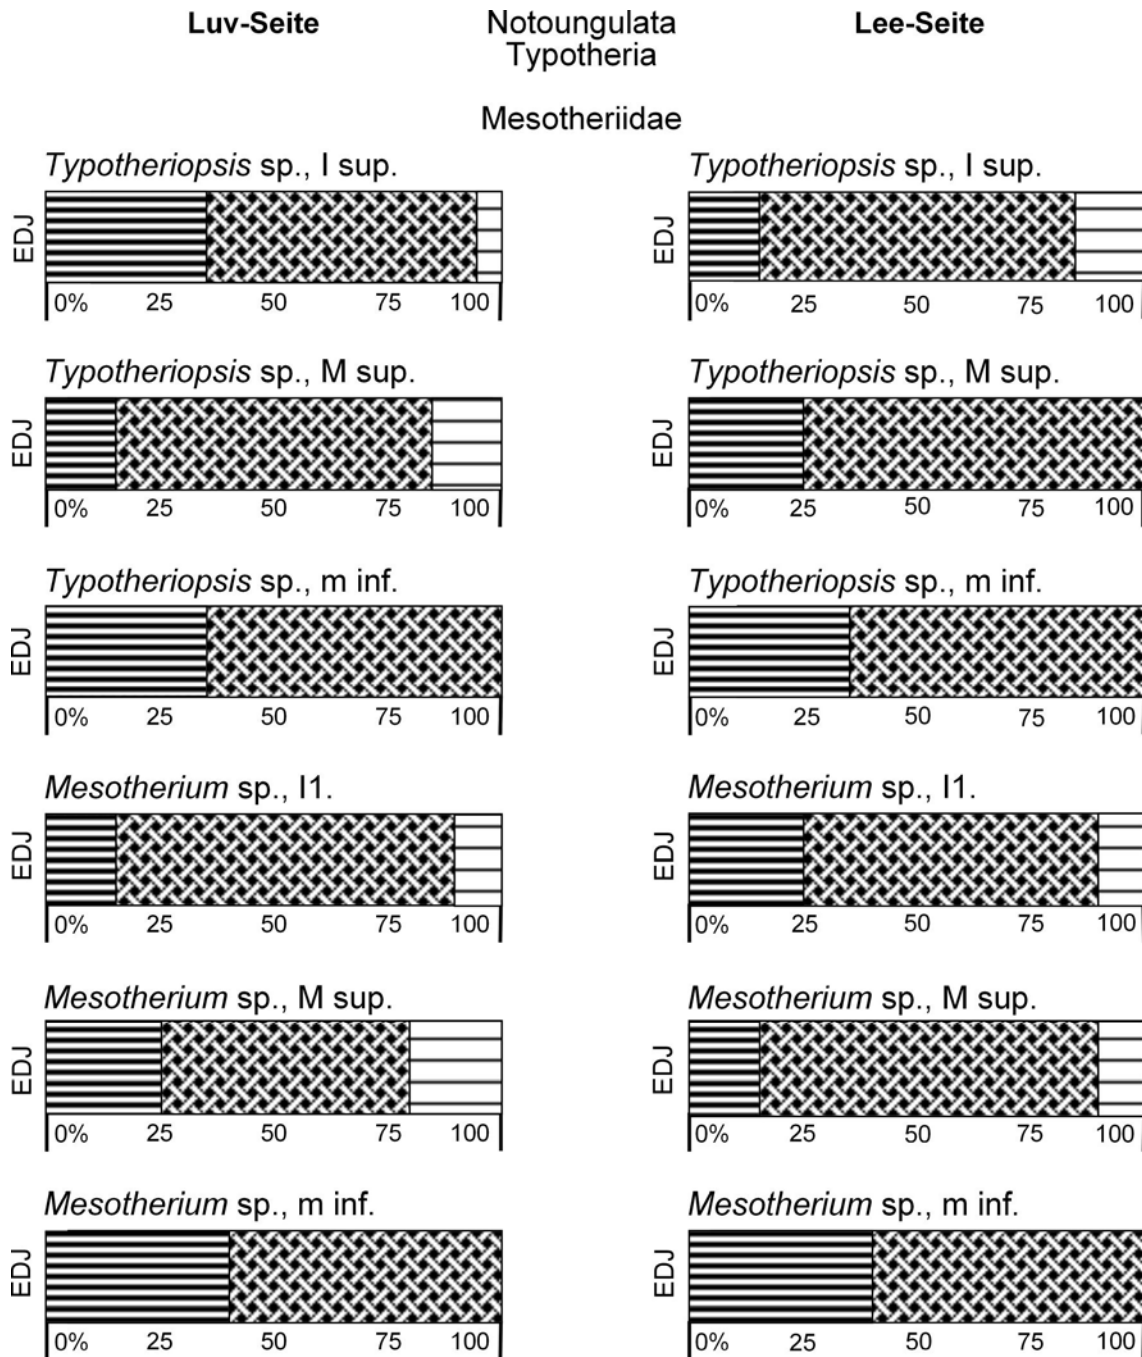 Luv-Seite Notoungulata Lee-Seite
Typotheria
Mesotheriidae
Typotheriopsis sp., I sup. Typotheriopsis sp., I sup.
EDJ EDJ
0% 25 50 75 100 0% 25 50 75 100
Typotheriopsis sp., M sup. Typotheriopsis sp., M sup.
EDJ EDJ
0% 25 50 75 100 0% 25 50 75 100
Typotheriopsis sp., m inf. Typotheriopsis sp., m inf.
EDJ EDJ
0% 25 50 75 100 0% 25 50 75 100
Mesotherium sp., I1. Mesotherium sp., I1.
EDJ EDJ
0% 25 50 75 100 0% 25 50 75 100
Mesotherium sp., M sup. Mesotherium sp., M sup.
EDJ EDJ
0% 25 50 75 100 0% 25 50 75 100
Mesotherium sp., m inf. Mesotherium sp., m inf.
EDJ EDJ
0% 25 50 75 100 0% 25 50 75 100